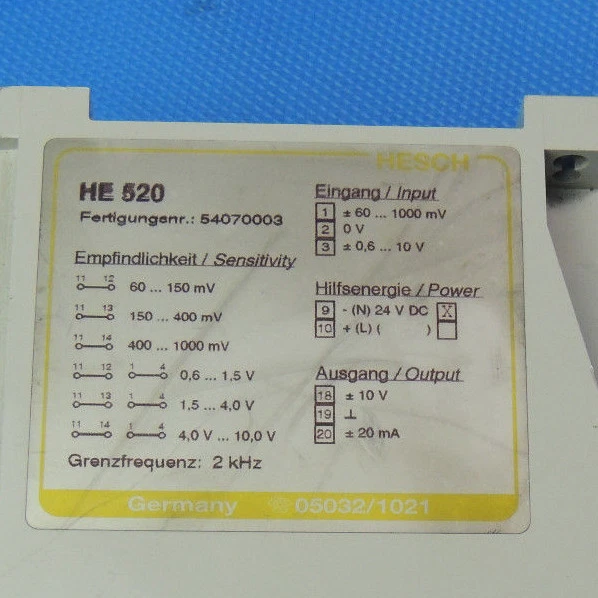 HESCH
HE 520
Fertigungsnr.: 54070003
Empfindlichkeit / Sensitivity
11 12 60 ... 150 mV
11 13 150 ... 400 mV
11 14 400 ... 1000 mV
11 12 1 4 0,6 ... 1,5 V
11 13 1 4 1,5 ... 4,0 V
11 14 1 4 4,0 V ... 10,0 V
Grenzfrequenz: 2 kHz
Eingang / Input
1 ± 60 ... 1000 mV
2 0 V
3 ± 0,6 ... 10 V
Hilfsenergie / Power
9 - (N) 24 V DC X
10 + (L) ( )
Ausgang / Output
18 ± 10 V
19 ⊥
20 ± 20 mA
Germany 05032/1021